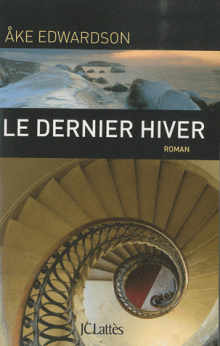 ÅKE EDWARDSON
LE DERNIER HIVER
ROMAN
JCLattès